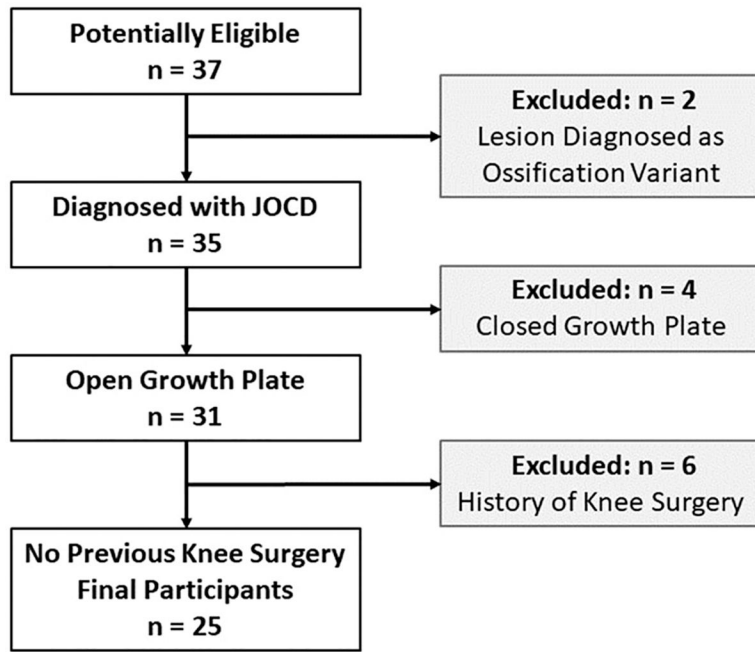 Potentially Eligible
n = 37
Excluded: n = 2
Lesion Diagnosed as
Ossification Variant
Diagnosed with JOCD
n = 35
Excluded: n = 4
Closed Growth Plate
Open Growth Plate
n = 31
Excluded: n = 6
History of Knee Surgery
No Previous Knee Surgery
Final Participants
n = 25